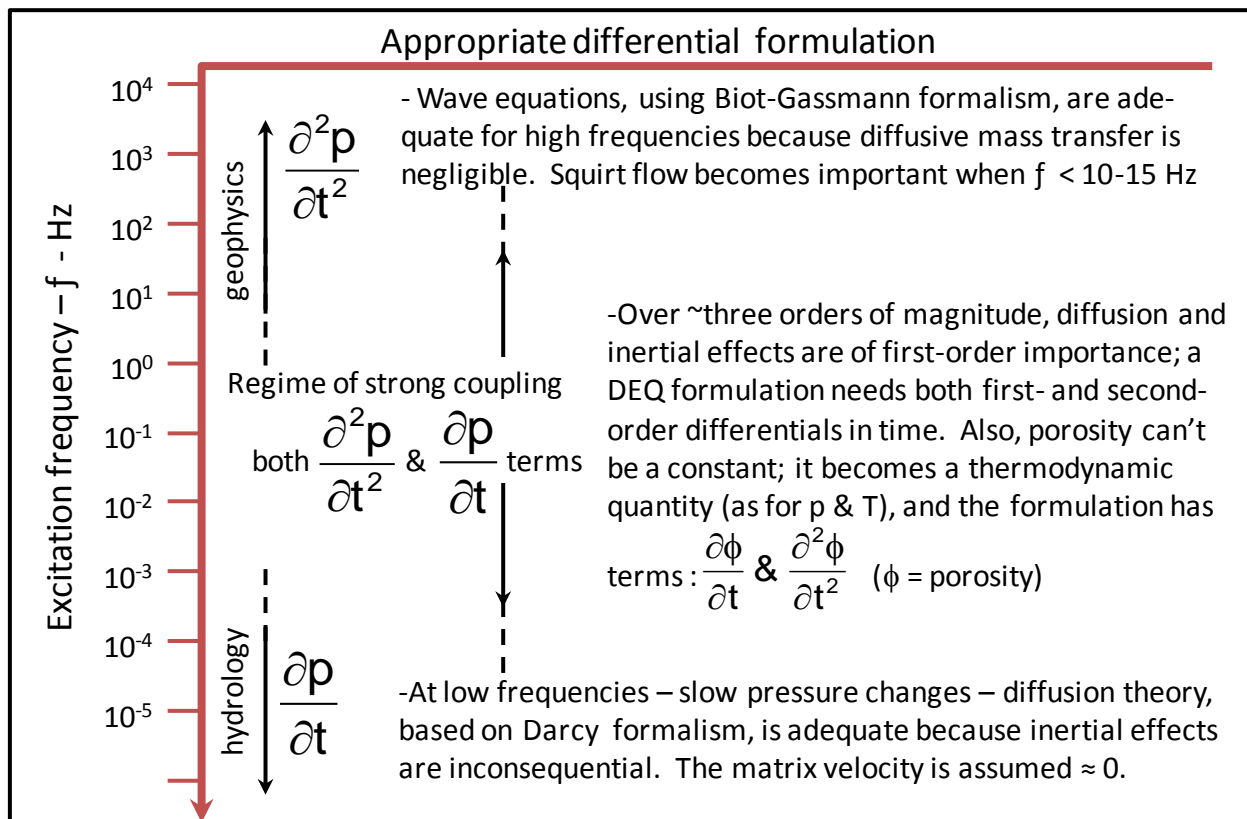 Appropriate differential formulation
Excitation frequency – ƒ - Hz
10⁴
10³
10²
10¹
10⁰
10⁻¹
10⁻²
10⁻³
10⁻⁴
10⁻⁵
geophysics
∂²p
∂t²
- Wave equations, using Biot-Gassmann formalism, are ade-
quate for high frequencies because diffusive mass transfer is
negligible. Squirt flow becomes important when ƒ < 10-15 Hz
Regime of strong coupling
both ∂²p/∂t² & ∂p/∂t terms
-Over ~three orders of magnitude, diffusion and
inertial effects are of first-order importance; a
DEQ formulation needs both first- and second-
order differentials in time. Also, porosity can’t
be a constant; it becomes a thermodynamic
quantity (as for p & T), and the formulation has
terms : ∂ϕ/∂t & ∂²ϕ/∂t² (ϕ = porosity)
hydrology
∂p
∂t
-At low frequencies – slow pressure changes – diffusion theory,
based on Darcy formalism, is adequate because inertial effects
are inconsequential. The matrix velocity is assumed ≈ 0.